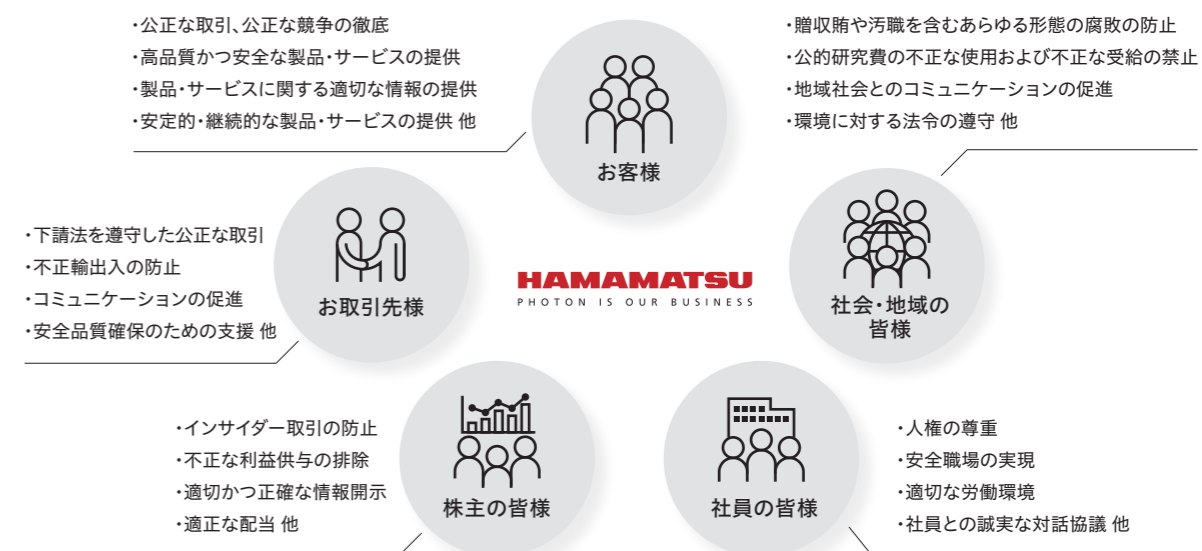 ・公正な取引、公正な競争の徹底
・高品質かつ安全な製品・サービスの提供
・製品・サービスに関する適切な情報の提供
・安定的・継続的な製品・サービスの提供 他
お客様
・贈収賄や汚職を含むあらゆる形態の腐敗の防止
・公的研究費の不正な使用および不正な受給の禁止
・地域社会とのコミュニケーションの促進
・環境に対する法令の遵守 他
・下請法を遵守した公正な取引
・不正輸出入の防止
・コミュニケーションの促進
・安全品質確保のための支援 他
お取引先様
HAMAMATSU
PHOTON IS OUR BUSINESS
社会・地域の
皆様
・インサイダー取引の防止
・不正な利益供与の排除
・適切かつ正確な情報開示
・適正な配当 他
株主の皆様
社員の皆様
・人権の尊重
・安全職場の実現
・適切な労働環境
・社員との誠実な対話協議 他